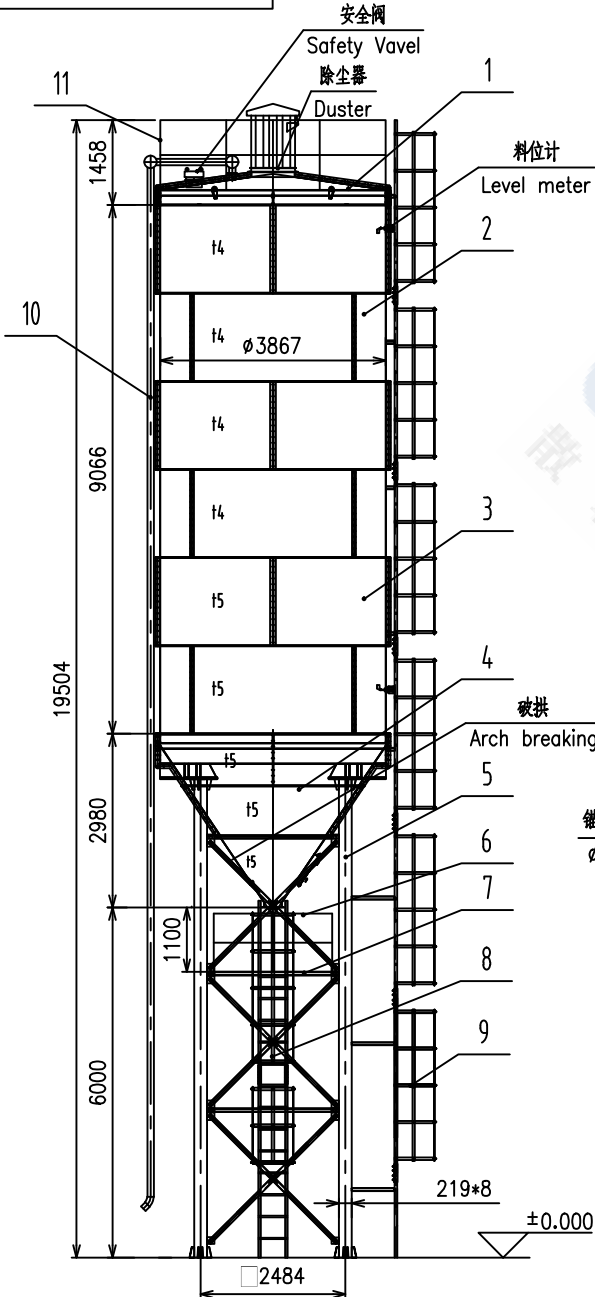 安全阀
Safety Vavel
除尘器
Duster
11
1
1458
料位计
Level meter
2
t4
10
t4
ø3867
t4
9066
t4
3
t5
19504
t5
4
破拱
Arch breaking
t5
5
2980
t5
t5
6
7
1100
8
9
6000
219*8
±0.000
□2484
散